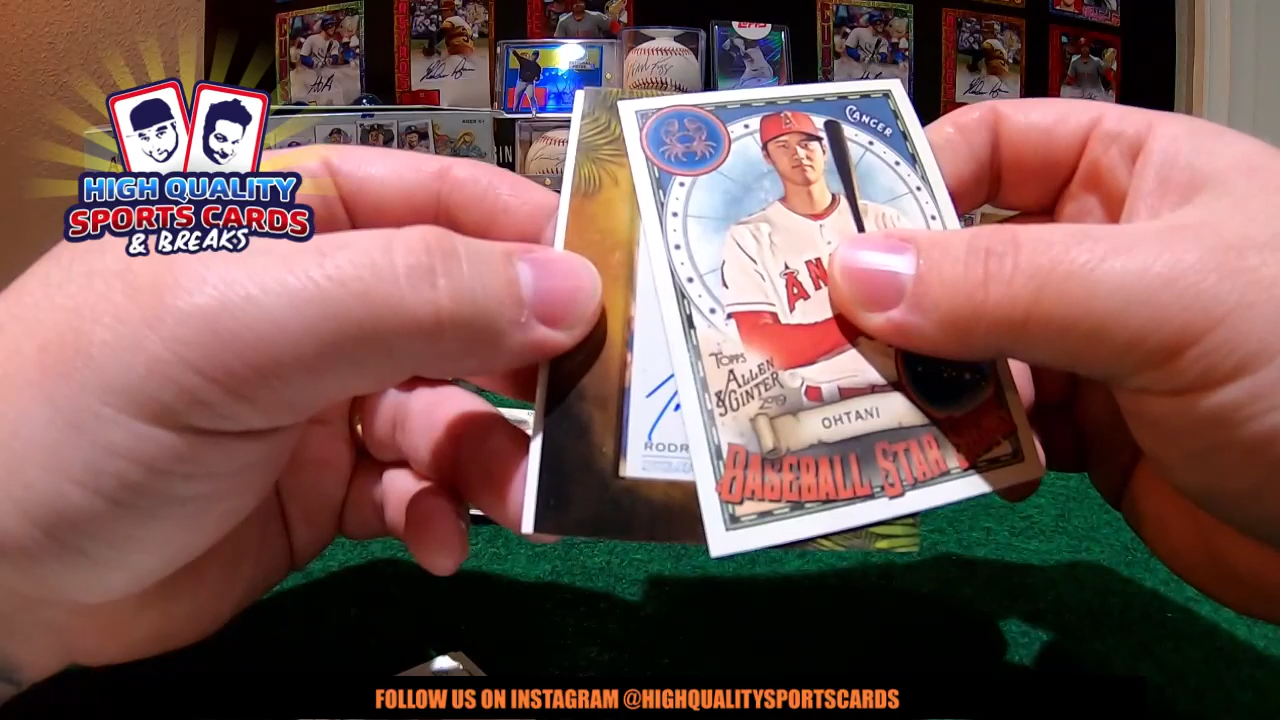 HIGH QUALITY
SPORTS CARDS
& BREAKS
CANCER
A
AN
TOPPS
ALLEN
& GINTER
2019
OHTANI
BASEBALL STAR
RODR
FOLLOW US ON INSTAGRAM @HIGHQUALITYSPORTSCARDS